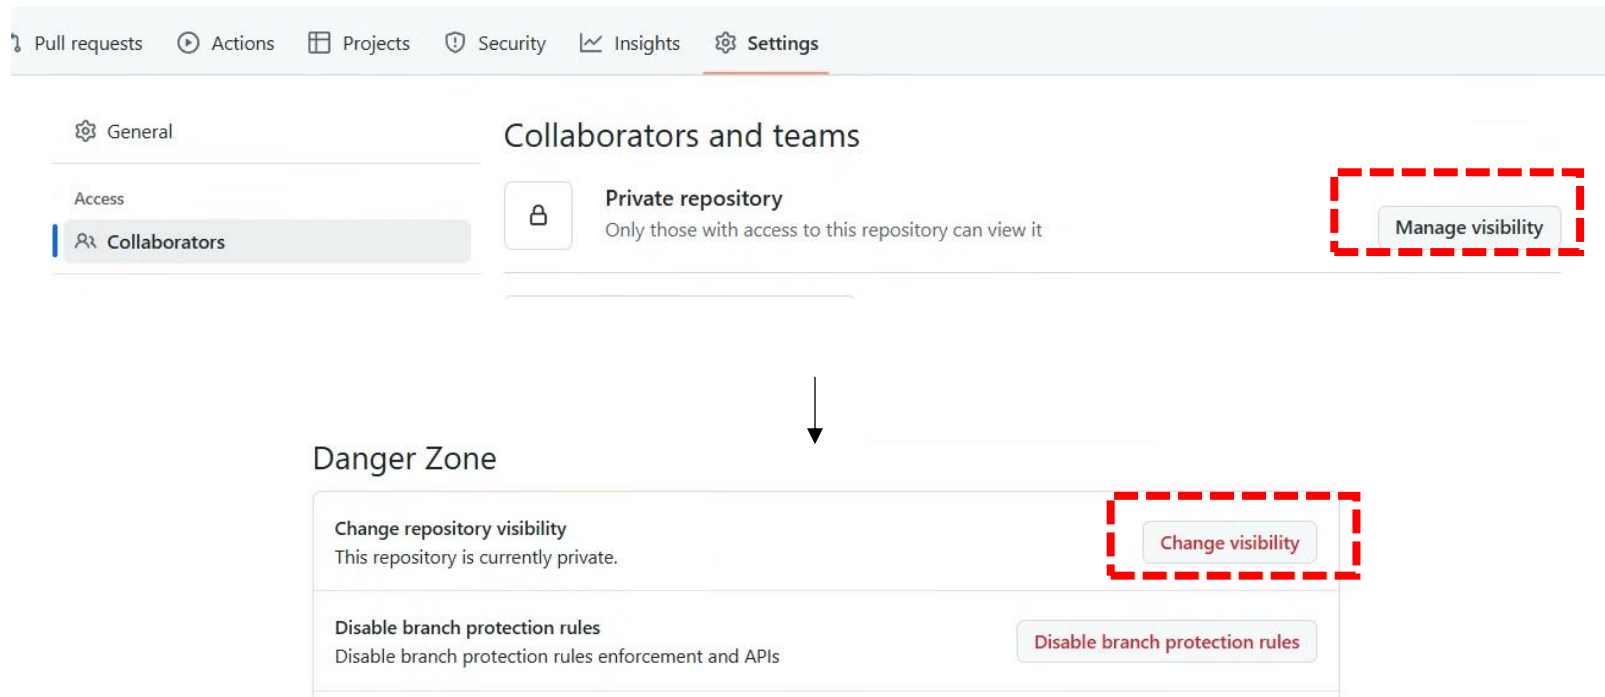 Pull requests Actions Projects Security Insights Settings
General
Collaborators and teams
Access
Private repository
Only those with access to this repository can view it
Manage visibility
Collaborators
Danger Zone
Change repository visibility
This repository is currently private.
Change visibility
Disable branch protection rules
Disable branch protection rules enforcement and APIs
Disable branch protection rules